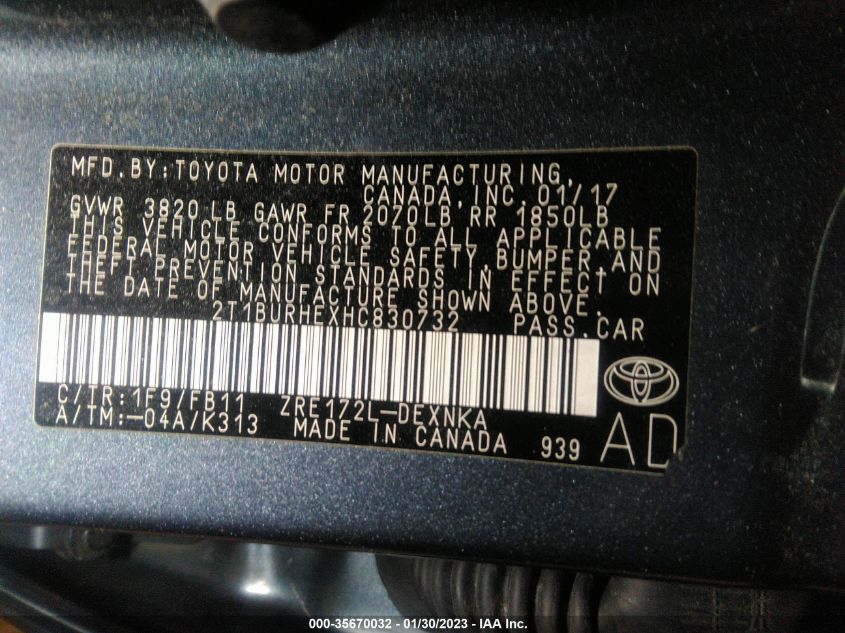 MFD. BY: TOYOTA MOTOR MANUFACTURING,
CANADA, INC. 01/17
GVWR 3820 LB GAWR FR 2070LB RR 1850LB
THIS VEHICLE CONFORMS TO ALL APPLICABLE
FEDERAL MOTOR VEHICLE SAFETY, BUMPER, AND
THEFT PREVENTION STANDARDS IN EFFECT ON
THE DATE OF MANUFACTURE SHOWN ABOVE.
2T1BURHEXHC830732 PASS. CAR
C/TR: 1F9/FB11 ZRE172L-DEXNKA
A/TM: -04A/K313 MADE IN CANADA 939 AD
000-35670032 - 01/30/2023 - IAA Inc.